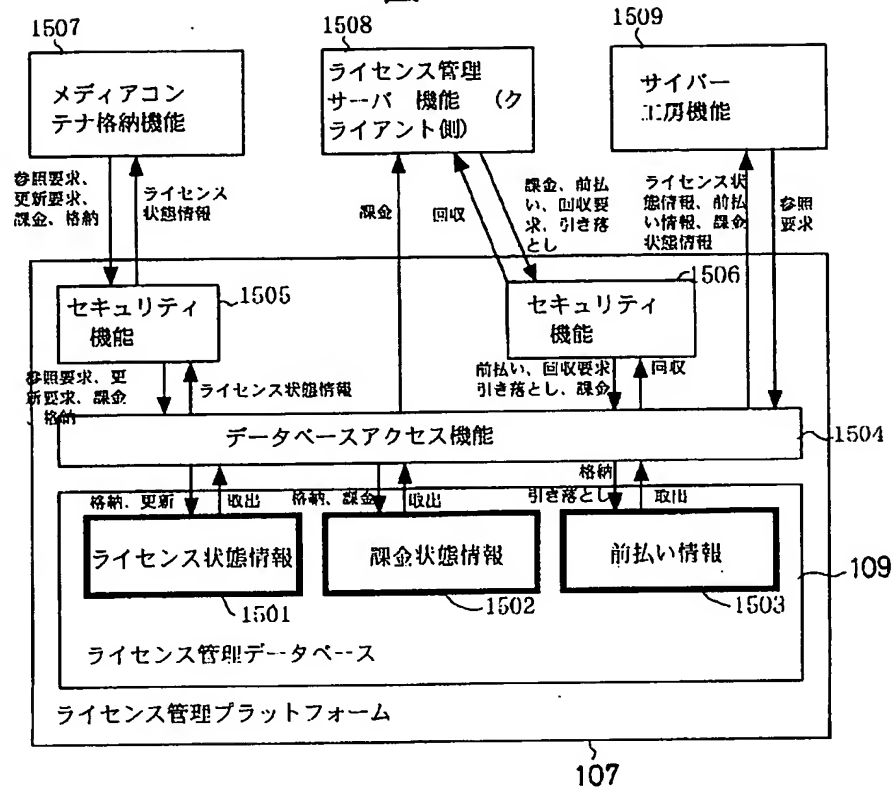 1507
メディアコン
テナ格納機能
1508
ライセンス管理
サーバ 機能 (ク
ライアント側)
1509
サイバー
工房機能
参照要求、
更新要求、
課金、格納
ライセンス
状態情報
課金
回収
課金、前払
い、回収要
求、引き落
とし
ライセンス状
態情報、前払
い情報、課金
状態情報
参照
要求
1505
セキュリティ
機能
1506
セキュリティ
機能
参照要求、更
新要求、課金
格納
ライセンス状態情報
前払い、回収要求
引き落とし、課金
回収
データベースアクセス機能
1504
格納、更新
取出
格納、課金
取出
格納
引き落とし
取出
ライセンス状態情報
1501
課金状態情報
1502
前払い情報
1503
109
ライセンス管理データベース
ライセンス管理プラットフォーム
107